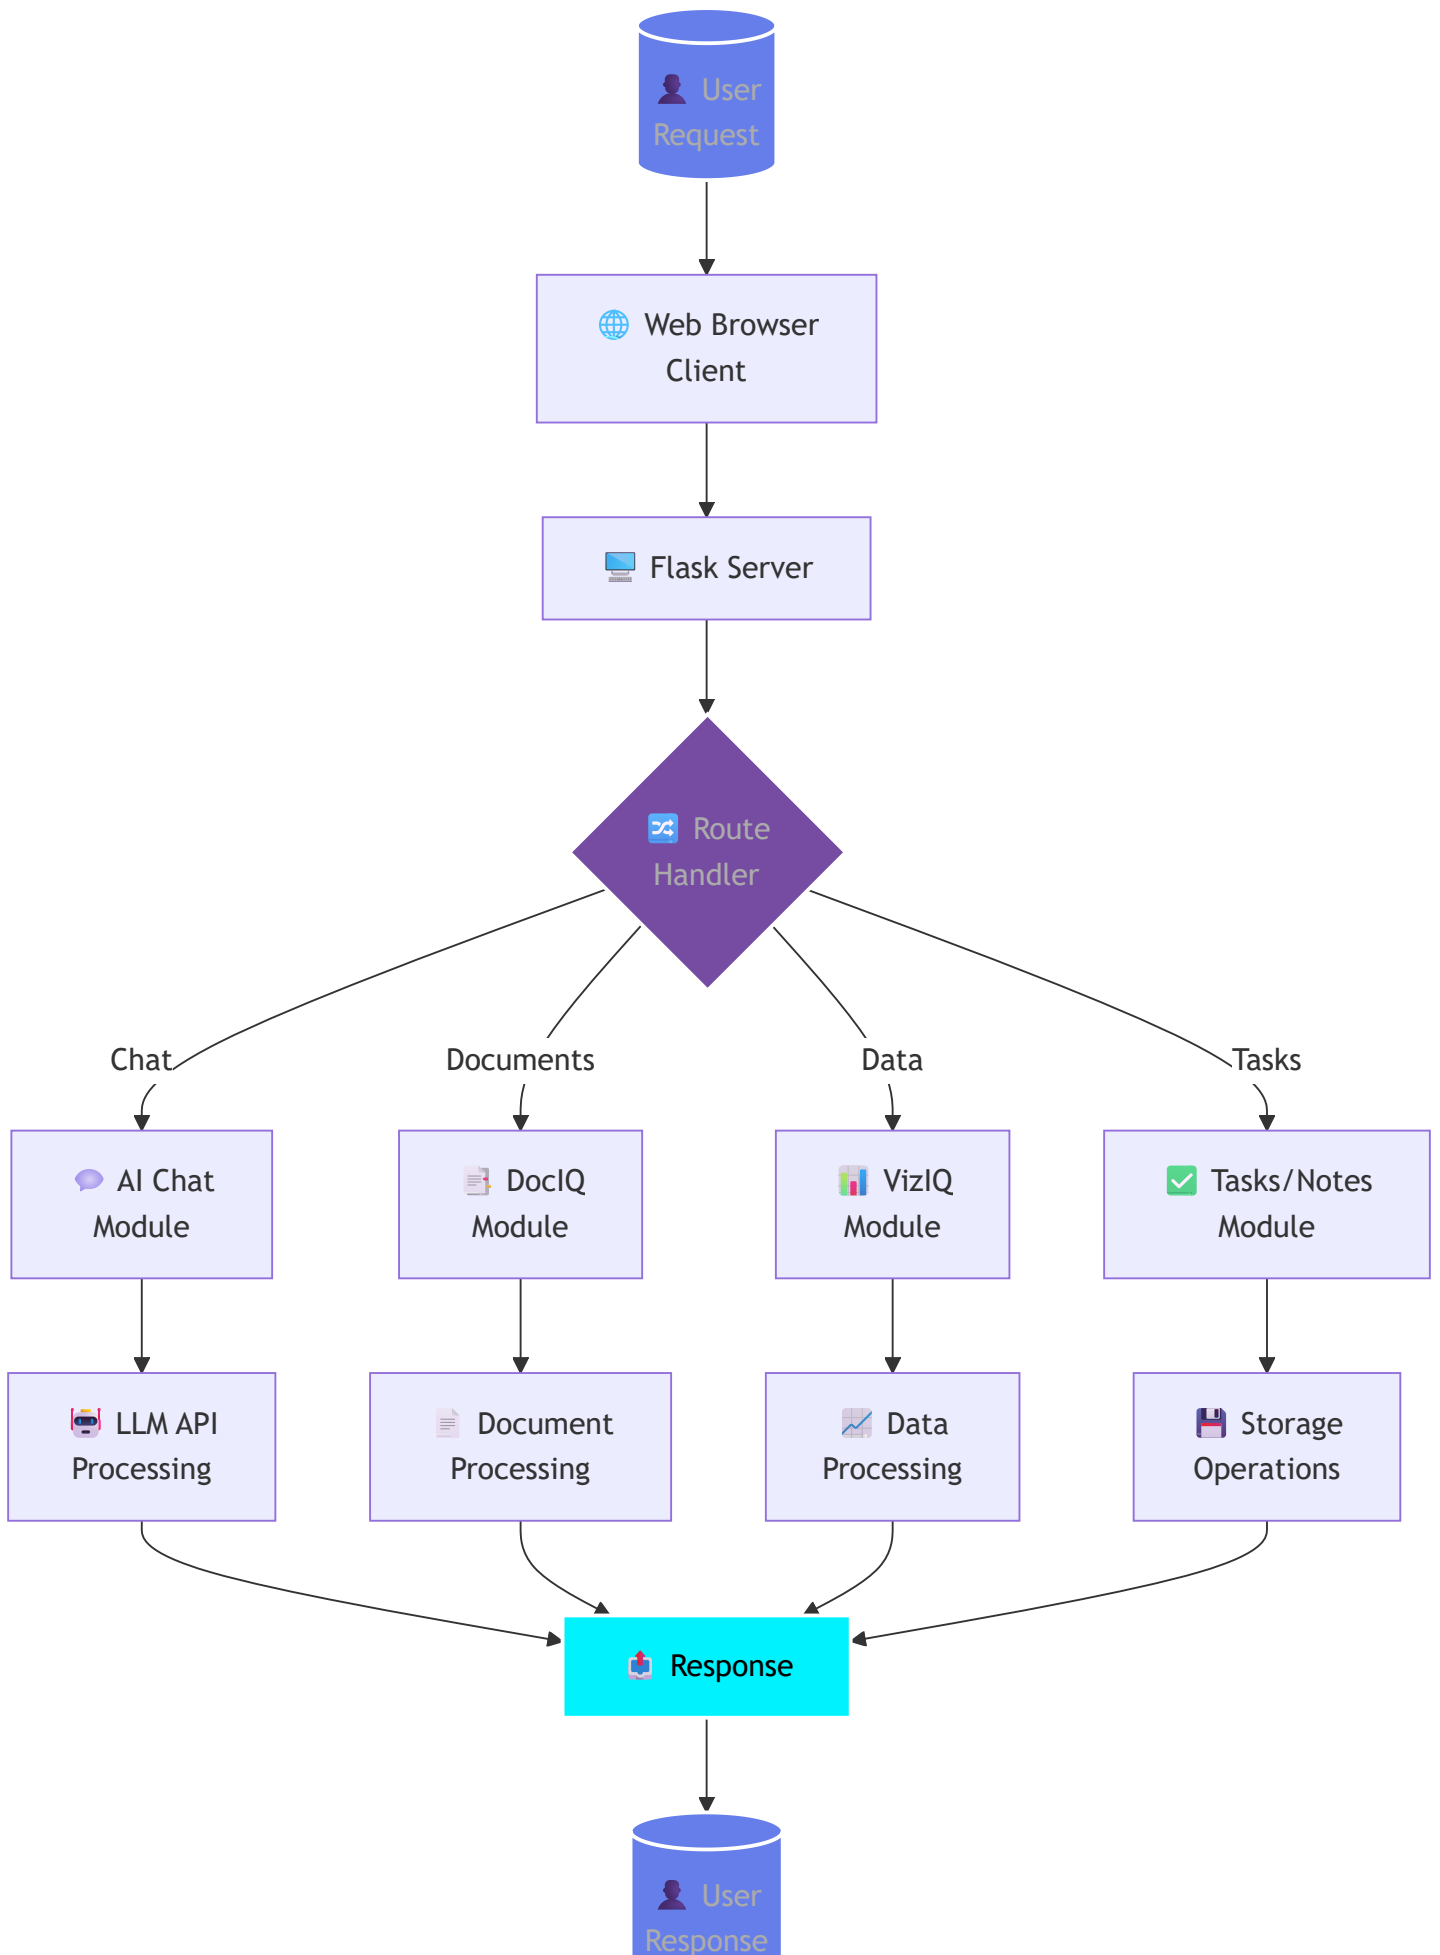 User
Request
Web Browser
Client
Flask Server
Route
Handler
Chat
Documents
Data
Tasks
AI Chat
Module
DocIQ
Module
VizIQ
Module
Tasks/Notes
Module
LLM API
Processing
Document
Processing
Data
Processing
Storage
Operations
Response
User
Response